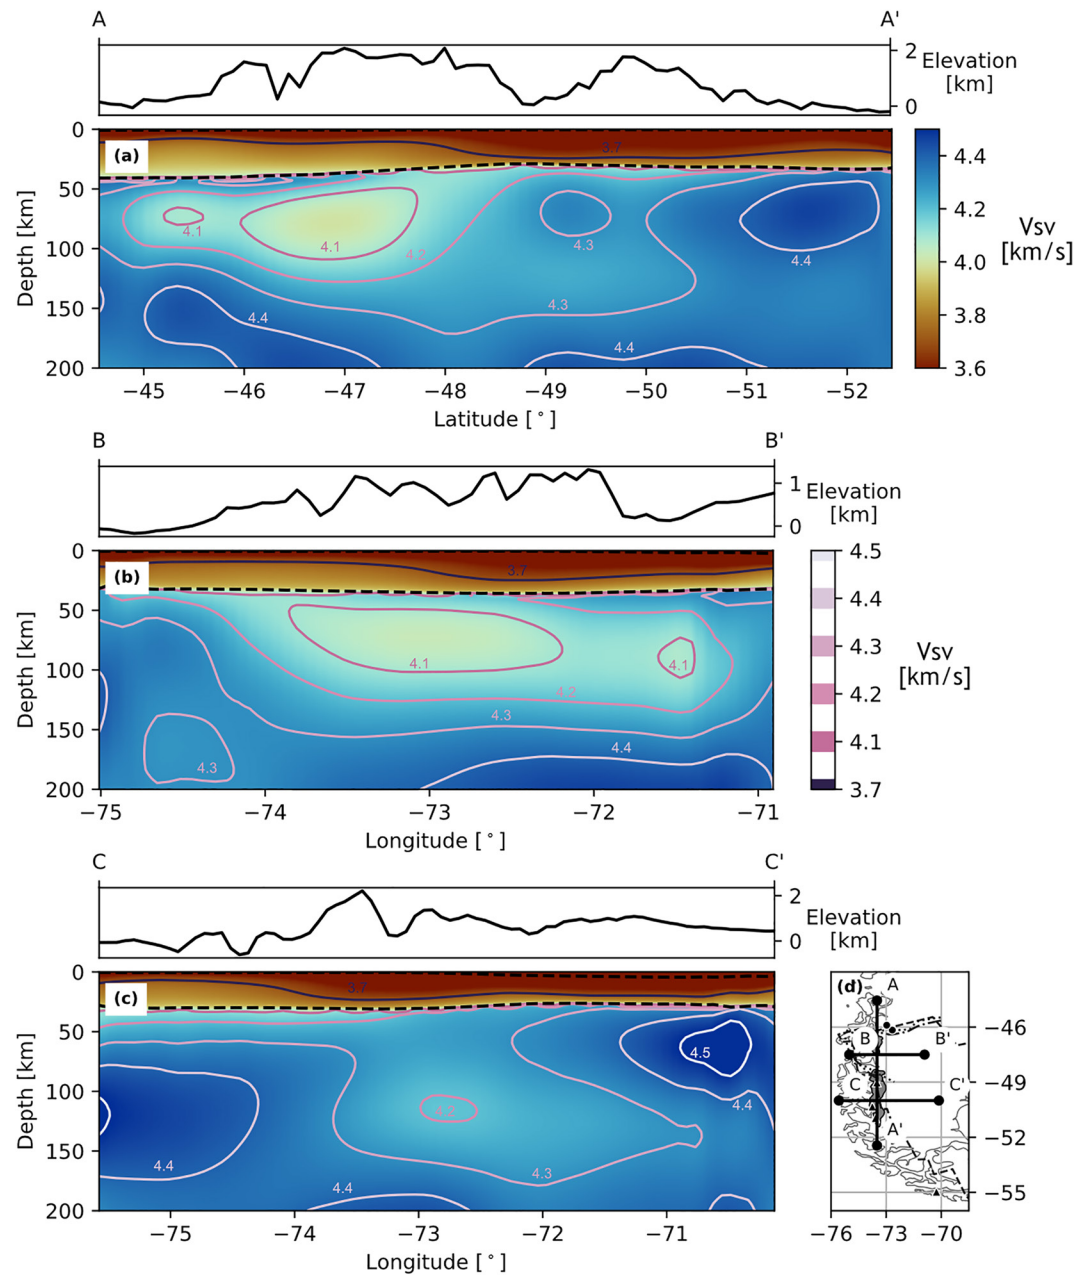 A A'
2
Elevation
[km]
0
0
(a)
3.7
50
4.1
4.1
4.2
4.3
4.4
100
150
4.4
4.3
4.4
200
Depth [km]
−45 −46 −47 −48 −49 −50 −51 −52
Latitude [°]
4.4
4.2
4.0
3.8
3.6
Vsv
[km/s]
B B'
1
Elevation
[km]
0
0
(b)
3.7
50
4.1
4.1
100
4.2
4.3
4.4
150
4.3
200
Depth [km]
−75 −74 −73 −72 −71
Longitude [°]
4.5
4.4
4.3
4.2
4.1
3.7
Vsv
[km/s]
C C'
2
Elevation
[km]
0
0
(c)
3.7
50
4.5
100
4.2
4.4
150
4.4
4.3
4.4
200
Depth [km]
−75 −74 −73 −72 −71
Longitude [°]
(d)
A
B B'
C C'
A'
−46
−49
−52
−55
−76 −73 −70